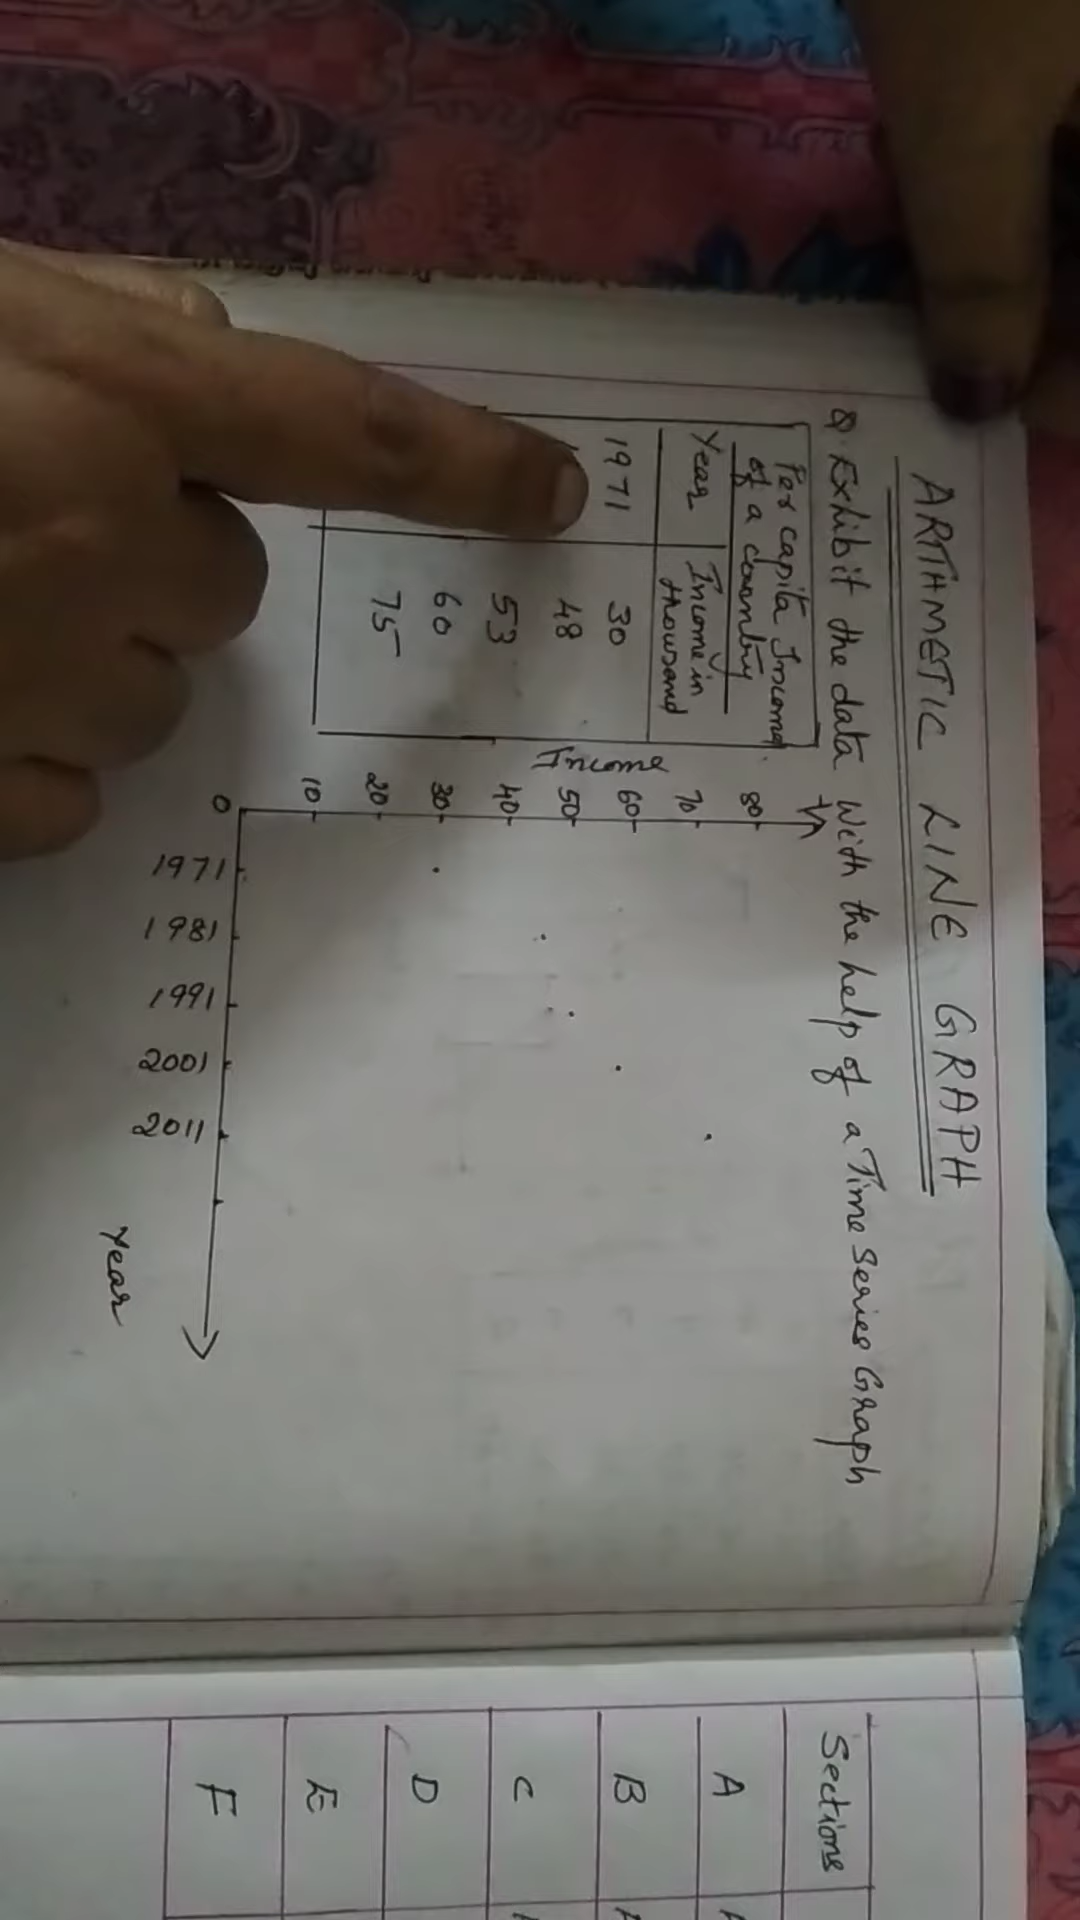 ARTHMETIC LINE GRAPH
Q. Exhibit the data With the help of a Time Series Graph
Per capita Income
of a country
Year Income in thousand
1971 30
48
53
60
75
Income
80
70
60
50
40
30
20
10
0
1971 1981 1991 2001 2011
Year
Sections
A
B
C
D
E
F